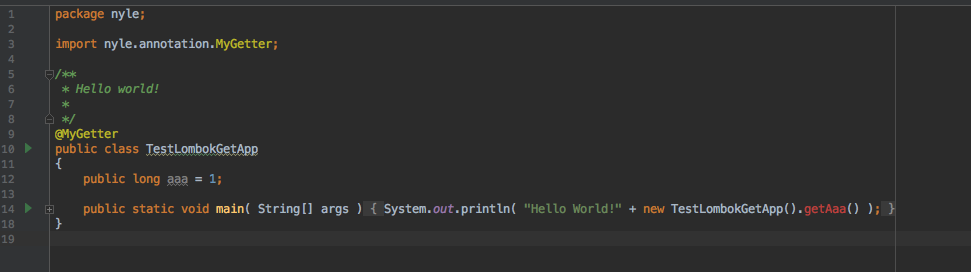 1 package nyle;
2
3 import nyle.annotation.MyGetter;
4
5 /**
6 * Hello world!
7 *
8 */
9 @MyGetter
10 public class TestLombokGetApp
11 {
12 public long aaa = 1;
13
14 public static void main( String[] args ) { System.out.println( "Hello World!" + new TestLombokGetApp().getAaa() ); }
18 }
19